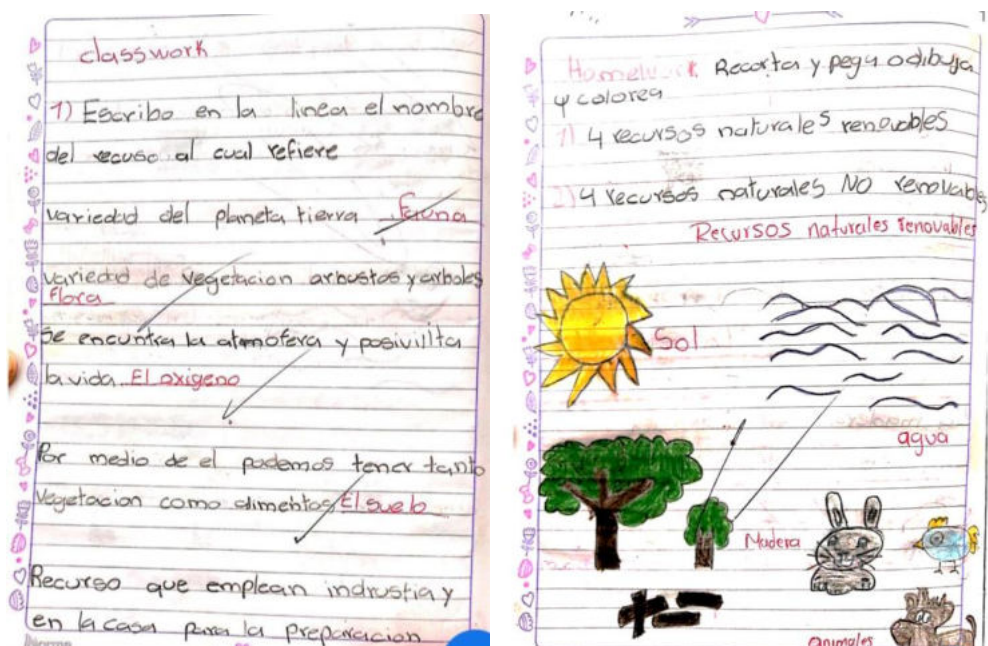 classwork
1) Escribo en la linea el nombre
del recuso al cual refiere
variedad del planeta tierra fauna
variedad de vegetacion arbustos y arboles
flora
Se encuntra la atmofera y posivilita
la vida El oxigeno
Por medio de el podemos tener tanto
vegetacion como alimentos El suelo
Recurso que emplean indrustia y
en la casa para la preparacion
Norma
Homework Recorta y pega o dibuja
y colorea
1) 4 recursos naturales renovables
2) 4 recursos naturales NO renovables
Recursos naturales renovables
Sol
agua
Madera
animales